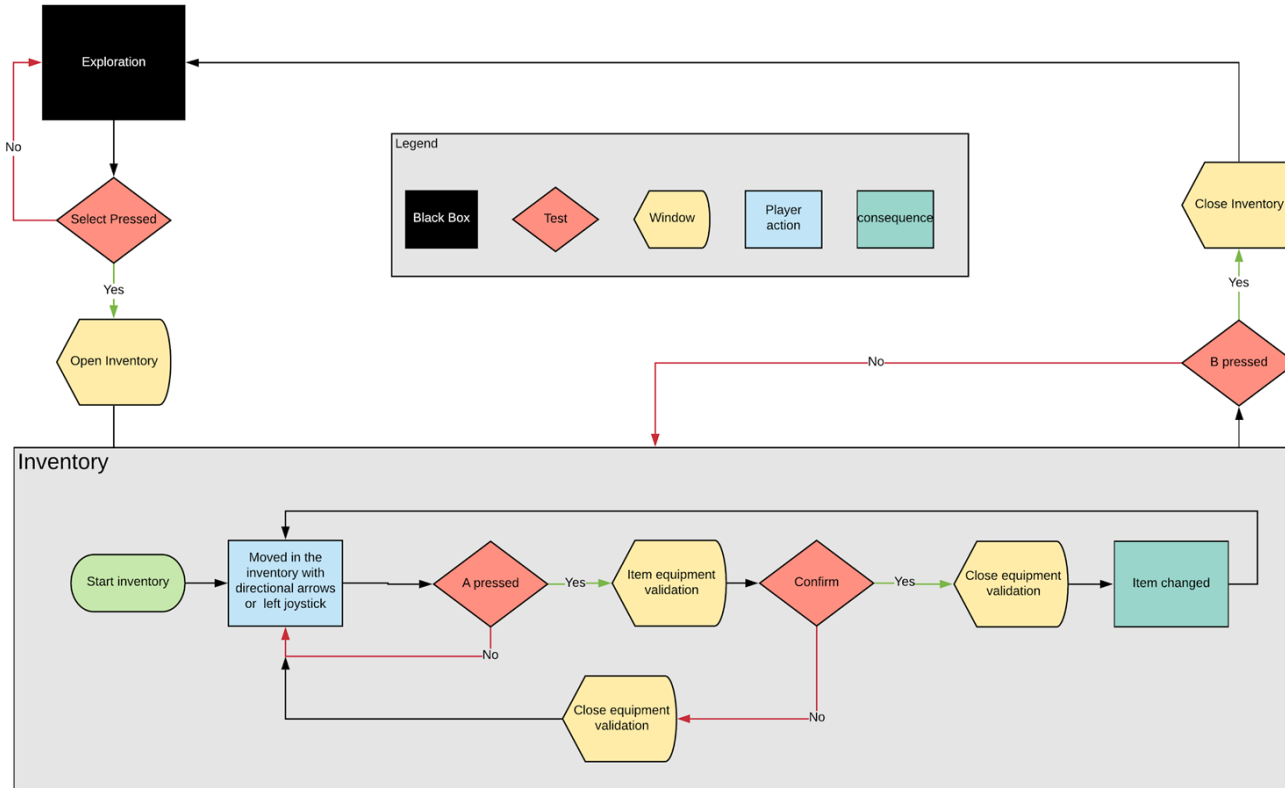 Exploration
No
Legend
Select Pressed
Black Box
Test
Window
Player
action
consequence
Close Inventory
Yes
Yes
Open Inventory
No
B pressed
Inventory
Start inventory
Moved in the
inventory with
directional arrows
or left joystick
A pressed
Yes
Item equipment
validation
Confirm
Yes
Close equipment
validation
Item changed
No
Close equipment
validation
No